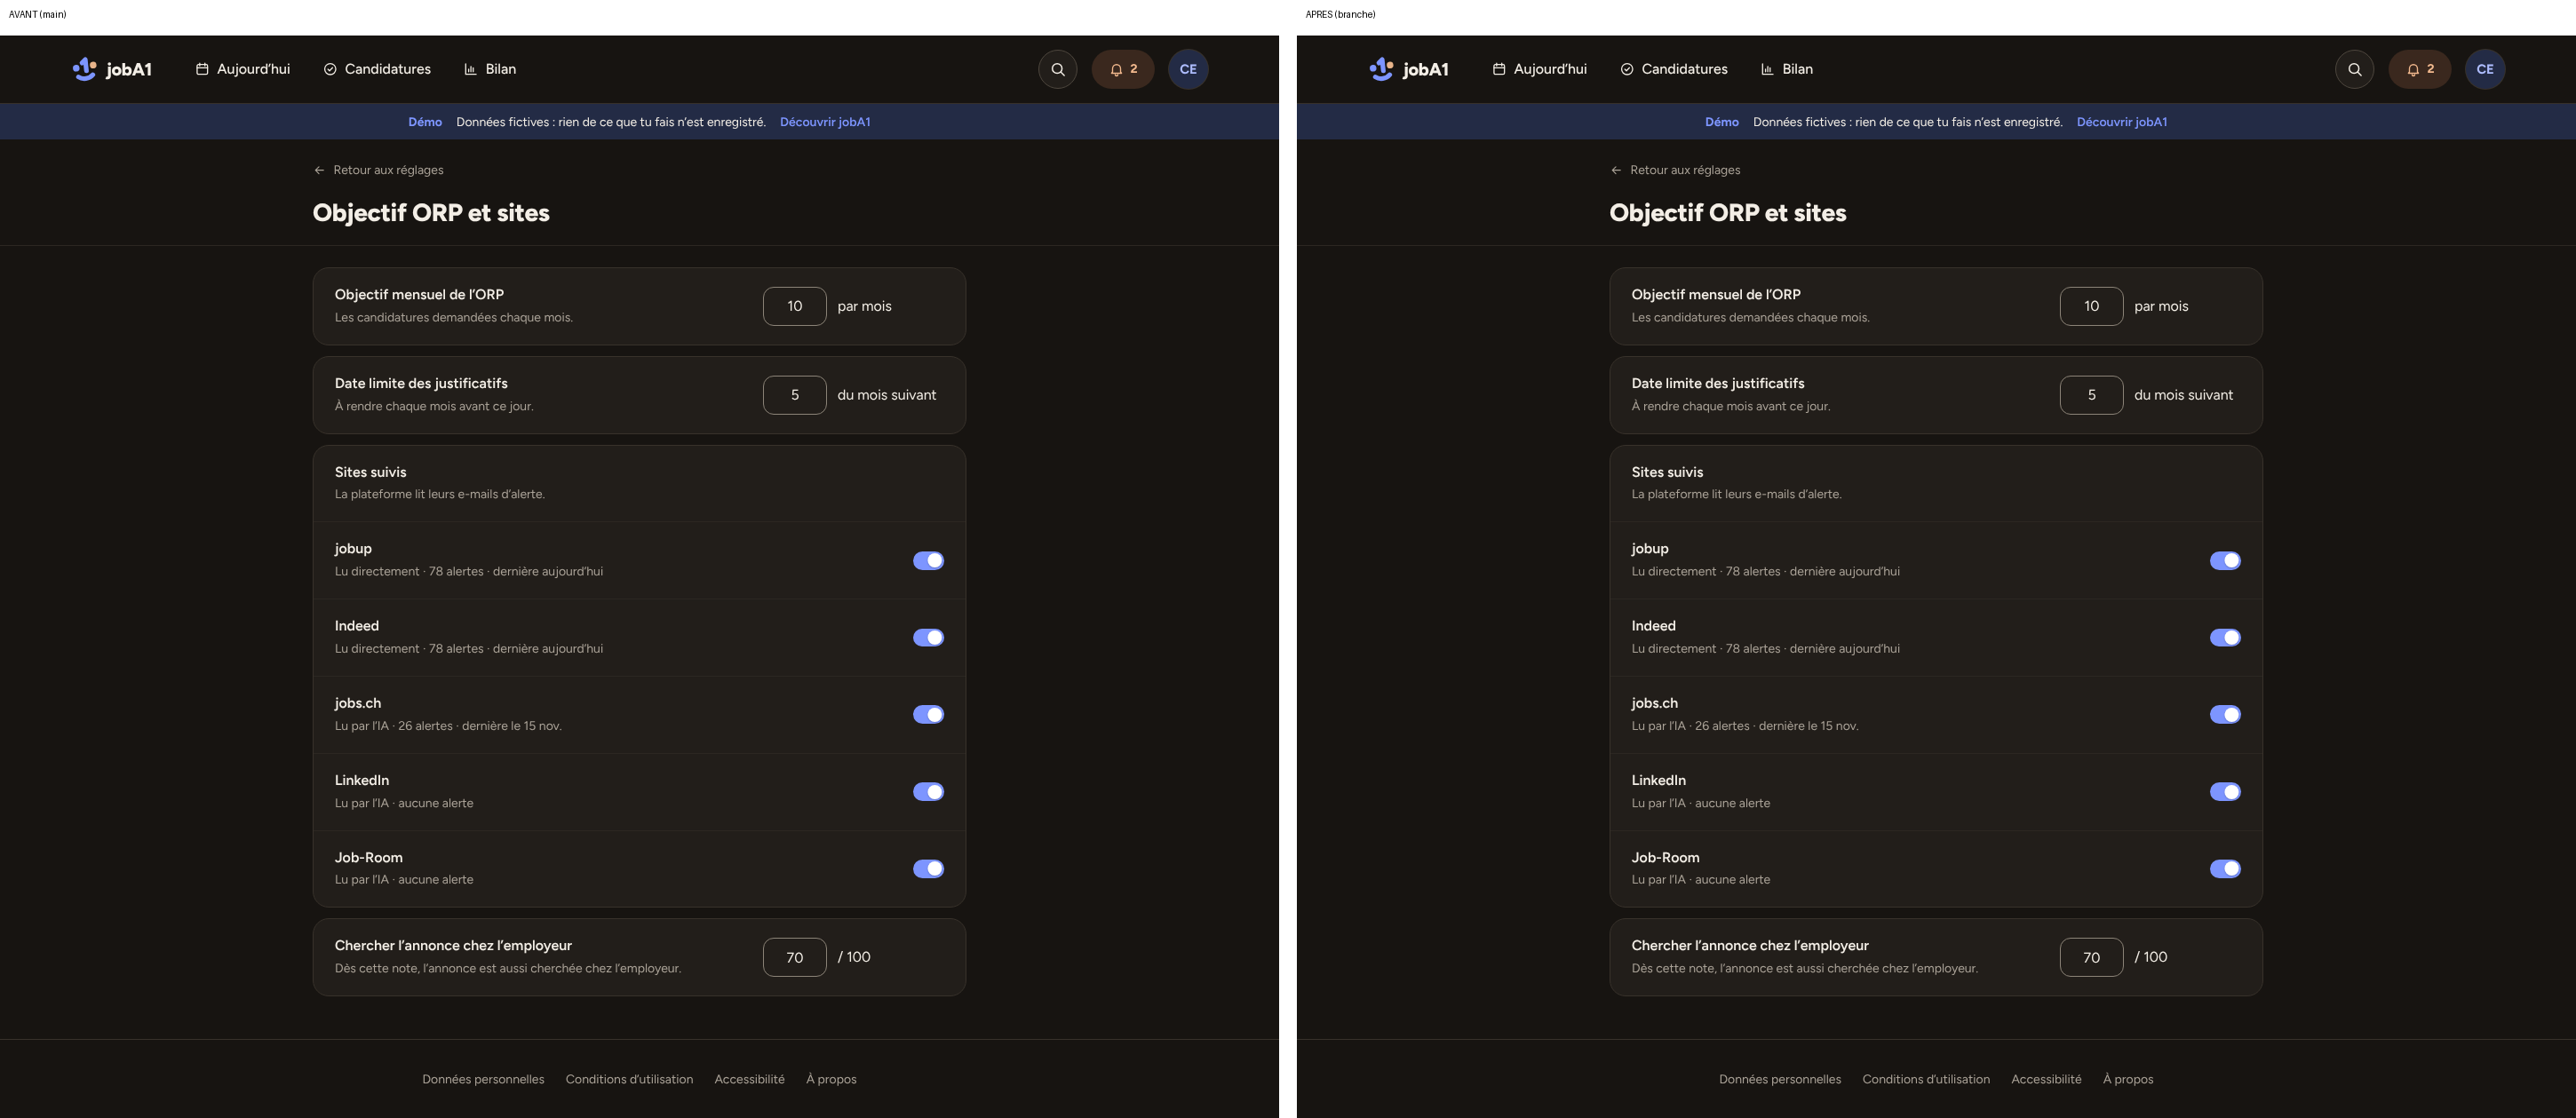 AVANT (main)
jobA1
Aujourd'hui
Candidatures
Bilan
2
CE
Démo Données fictives : rien de ce que tu fais n'est enregistré. Découvrir jobA1
← Retour aux réglages
Objectif ORP et sites
Objectif mensuel de l'ORP
Les candidatures demandées chaque mois.
10 par mois
Date limite des justificatifs
À rendre chaque mois avant ce jour.
5 du mois suivant
Sites suivis
La plateforme lit leurs e-mails d'alerte.
jobup
Lu directement · 78 alertes · dernière aujourd'hui
Indeed
Lu directement · 78 alertes · dernière aujourd'hui
jobs.ch
Lu par l'IA · 26 alertes · dernière le 15 nov.
LinkedIn
Lu par l'IA · aucune alerte
Job-Room
Lu par l'IA · aucune alerte
Chercher l'annonce chez l'employeur
Dès cette note, l'annonce est aussi cherchée chez l'employeur.
70 / 100
Données personnelles Conditions d'utilisation Accessibilité À propos
APRES (branche)
jobA1
Aujourd'hui
Candidatures
Bilan
2
CE
Démo Données fictives : rien de ce que tu fais n'est enregistré. Découvrir jobA1
← Retour aux réglages
Objectif ORP et sites
Objectif mensuel de l'ORP
Les candidatures demandées chaque mois.
10 par mois
Date limite des justificatifs
À rendre chaque mois avant ce jour.
5 du mois suivant
Sites suivis
La plateforme lit leurs e-mails d'alerte.
jobup
Lu directement · 78 alertes · dernière aujourd'hui
Indeed
Lu directement · 78 alertes · dernière aujourd'hui
jobs.ch
Lu par l'IA · 26 alertes · dernière le 15 nov.
LinkedIn
Lu par l'IA · aucune alerte
Job-Room
Lu par l'IA · aucune alerte
Chercher l'annonce chez l'employeur
Dès cette note, l'annonce est aussi cherchée chez l'employeur.
70 / 100
Données personnelles Conditions d'utilisation Accessibilité À propos